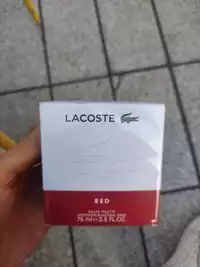 LACOSTE
RED
EAU DE TOILETTE
75 ml ℮ 2.5 FL.OZ.